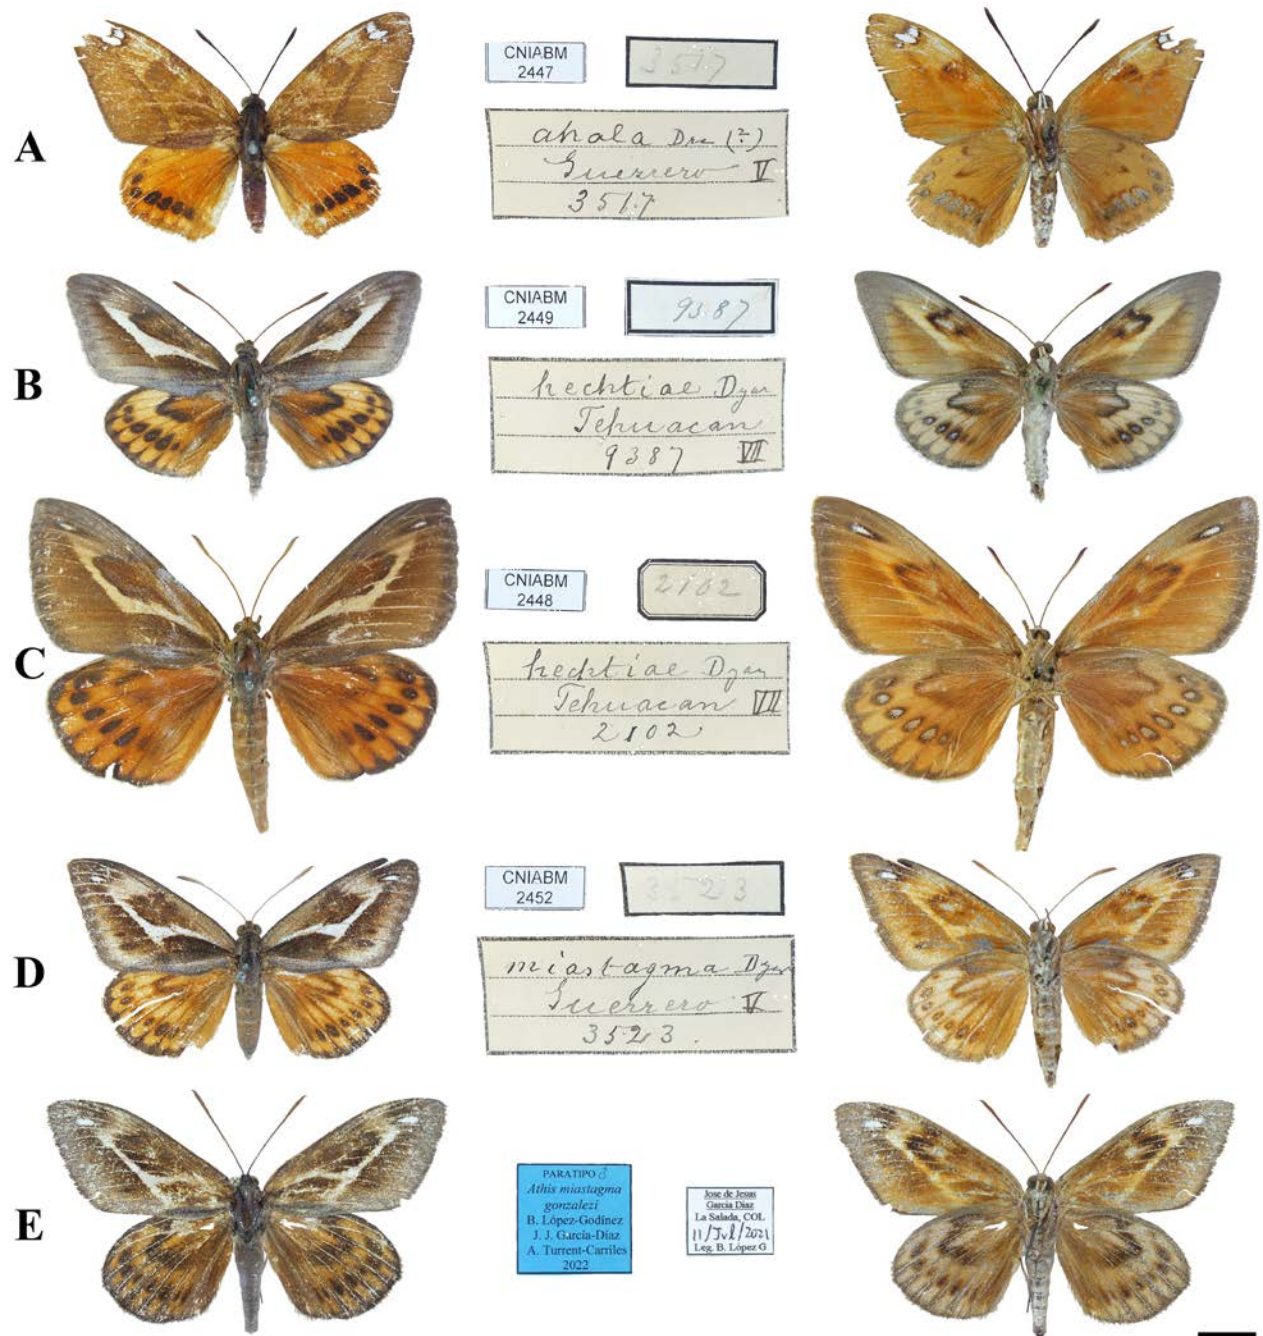 A
CNIABM
2447
3517
ahala Dru (?)
Guerrero V
3517
B
CNIABM
2449
9387
hechtiae Dyar
Tehuacan
9387 VII
C
CNIABM
2448
2102
hechtiae Dyar
Tehuacan VII
2102
D
CNIABM
2452
3523
miastagma Dyar
Guerrero V
3523.
E
PARATIPO ♂
Athis miastagma
gonzalezi
B. López-Godínez
J. J. García-Díaz
A. Turrent-Carriles
2022
Jose de Jesus
García Díaz
La Salada, COL
11/Jul/2021
Leg. B. López G